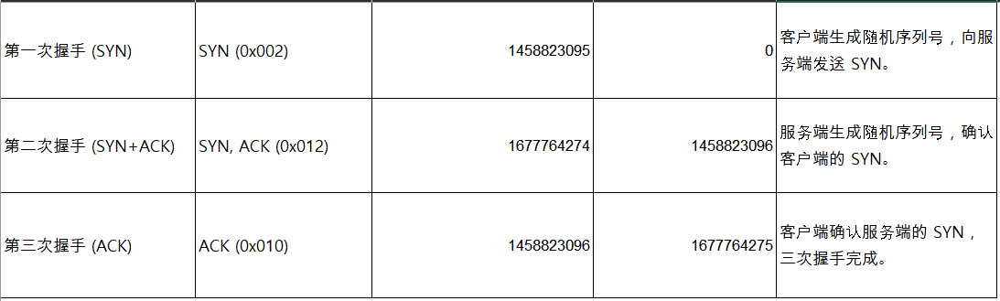 第一次握手 (SYN)
SYN (0x002)
1458823095
0
客户端生成随机序列号，向服
务端发送 SYN。
第二次握手 (SYN+ACK)
SYN, ACK (0x012)
1677764274
1458823096
服务端生成随机序列号，确认
客户端的 SYN。
第三次握手 (ACK)
ACK (0x010)
1458823096
1677764275
客户端确认服务端的 SYN，
三次握手完成。